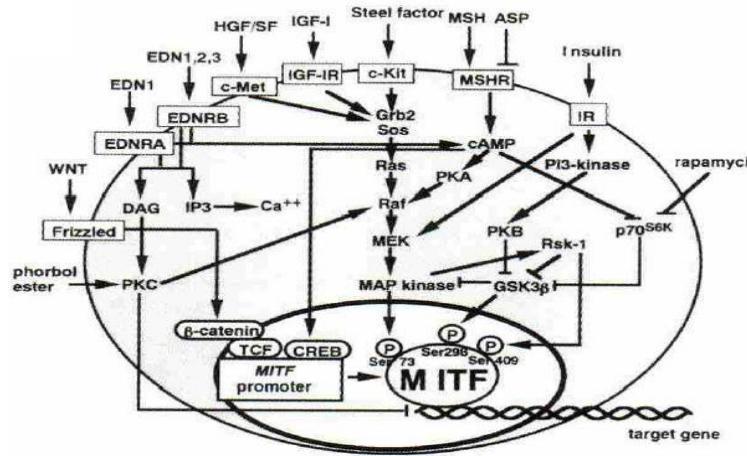 Steel factor
MSH ASP
IGF-I
HGF/SF
Insulin
EDN1,2,3
EDN1
c-Met
IGF-IR
c-Kit
MSHR
IR
EDNRB
EDNRA
Grb2
Sos
cAMP
WNT
Ras
PKA
PI3-kinase
rapamyci
DAG
IP3
Ca++
Raf
Frizzled
MEK
PKB
p70S6K
Rsk-1
phorbol
ester
PKC
MAP kinase
GSK3β
β-catenin
TCF
CREB
P
P
P
Ser 73
Ser298
Ser 409
MITF
promoter
M ITF
target gene